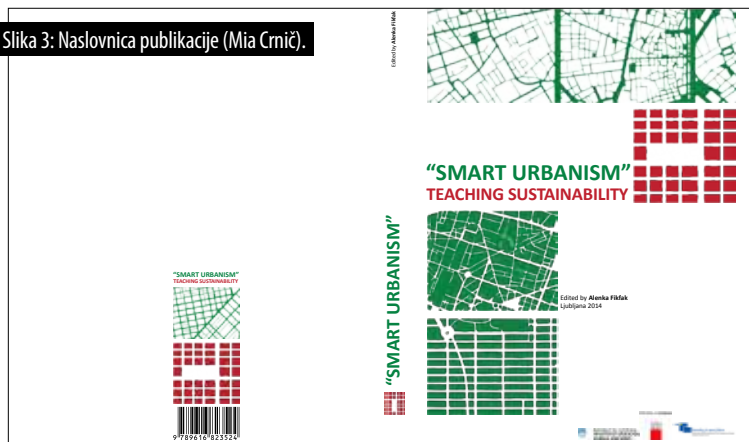 Slika 3: Naslovnica publikacije (Mia Crnič).
"SMART URBANISM"
TEACHING SUSTAINABILITY
9 789616 823524
Edited by Alenka Fikfak
"SMART URBANISM"
"SMART URBANISM"
TEACHING SUSTAINABILITY
Edited by Alenka Fikfak
Ljubljana 2014